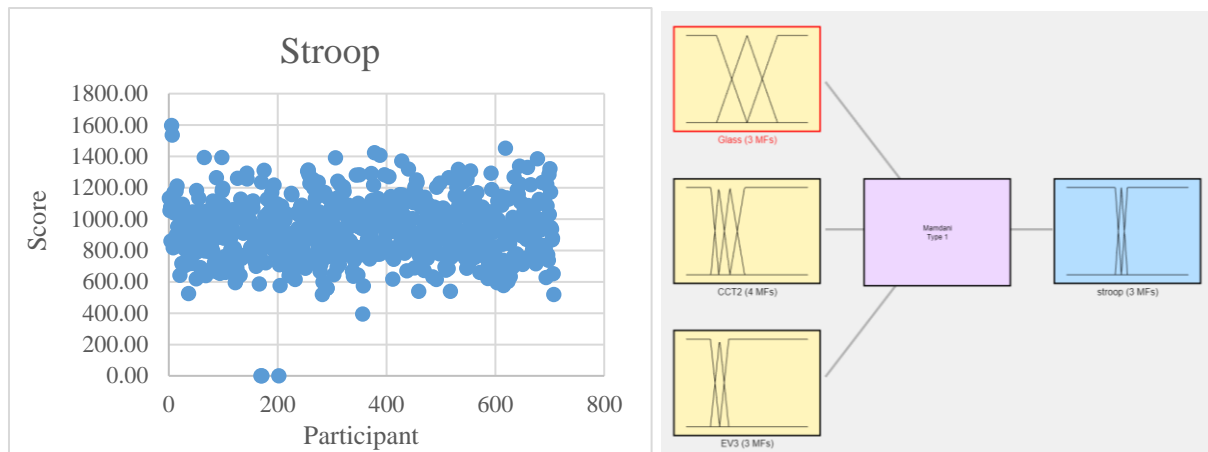 Stroop
1800.00
1600.00
1400.00
1200.00
1000.00
800.00
600.00
400.00
200.00
0.00
Score
0 200 400 600 800
Participant
Glass (3 MFs)
CCT2 (4 MFs)
EV3 (3 MFs)
Mamdani
Type 1
stroop (3 MFs)